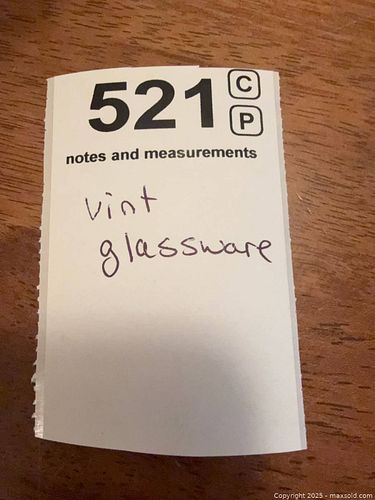 521 C
P
notes and measurements
vint
glassware
Copyright 2025 - maxsold.com